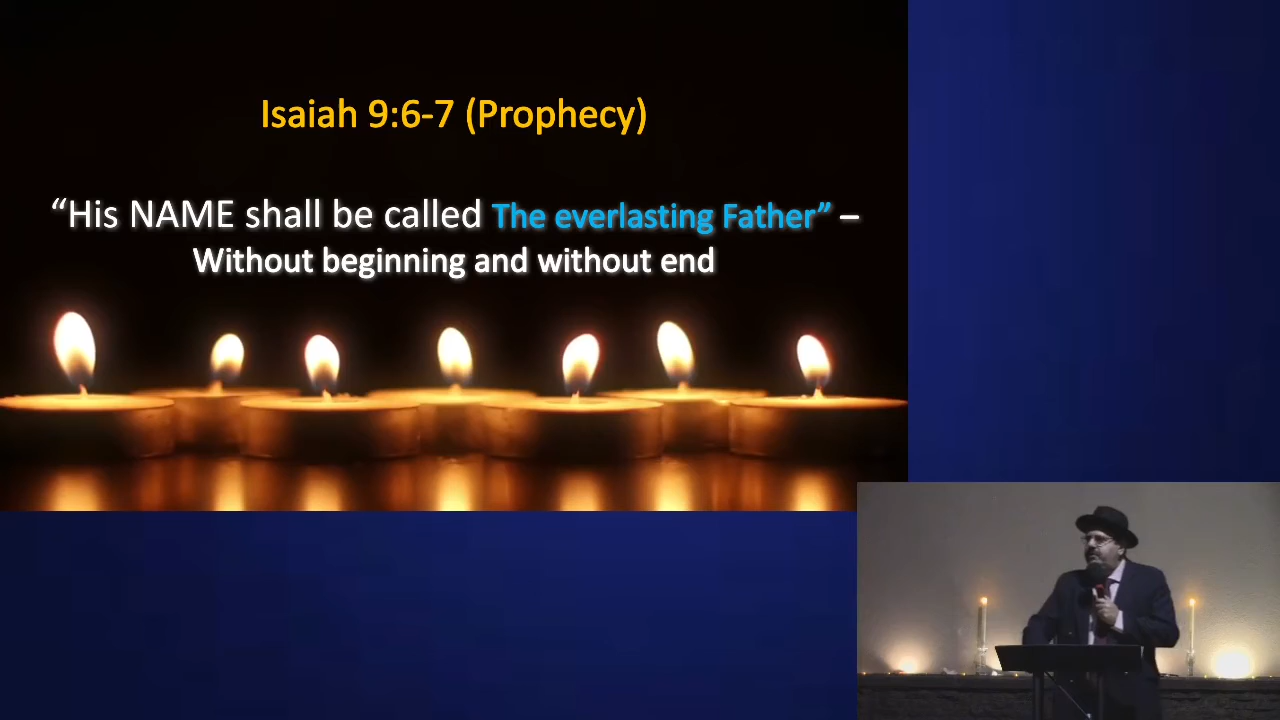 Isaiah 9:6-7 (Prophecy)
“His NAME shall be called The everlasting Father” –
Without beginning and without end